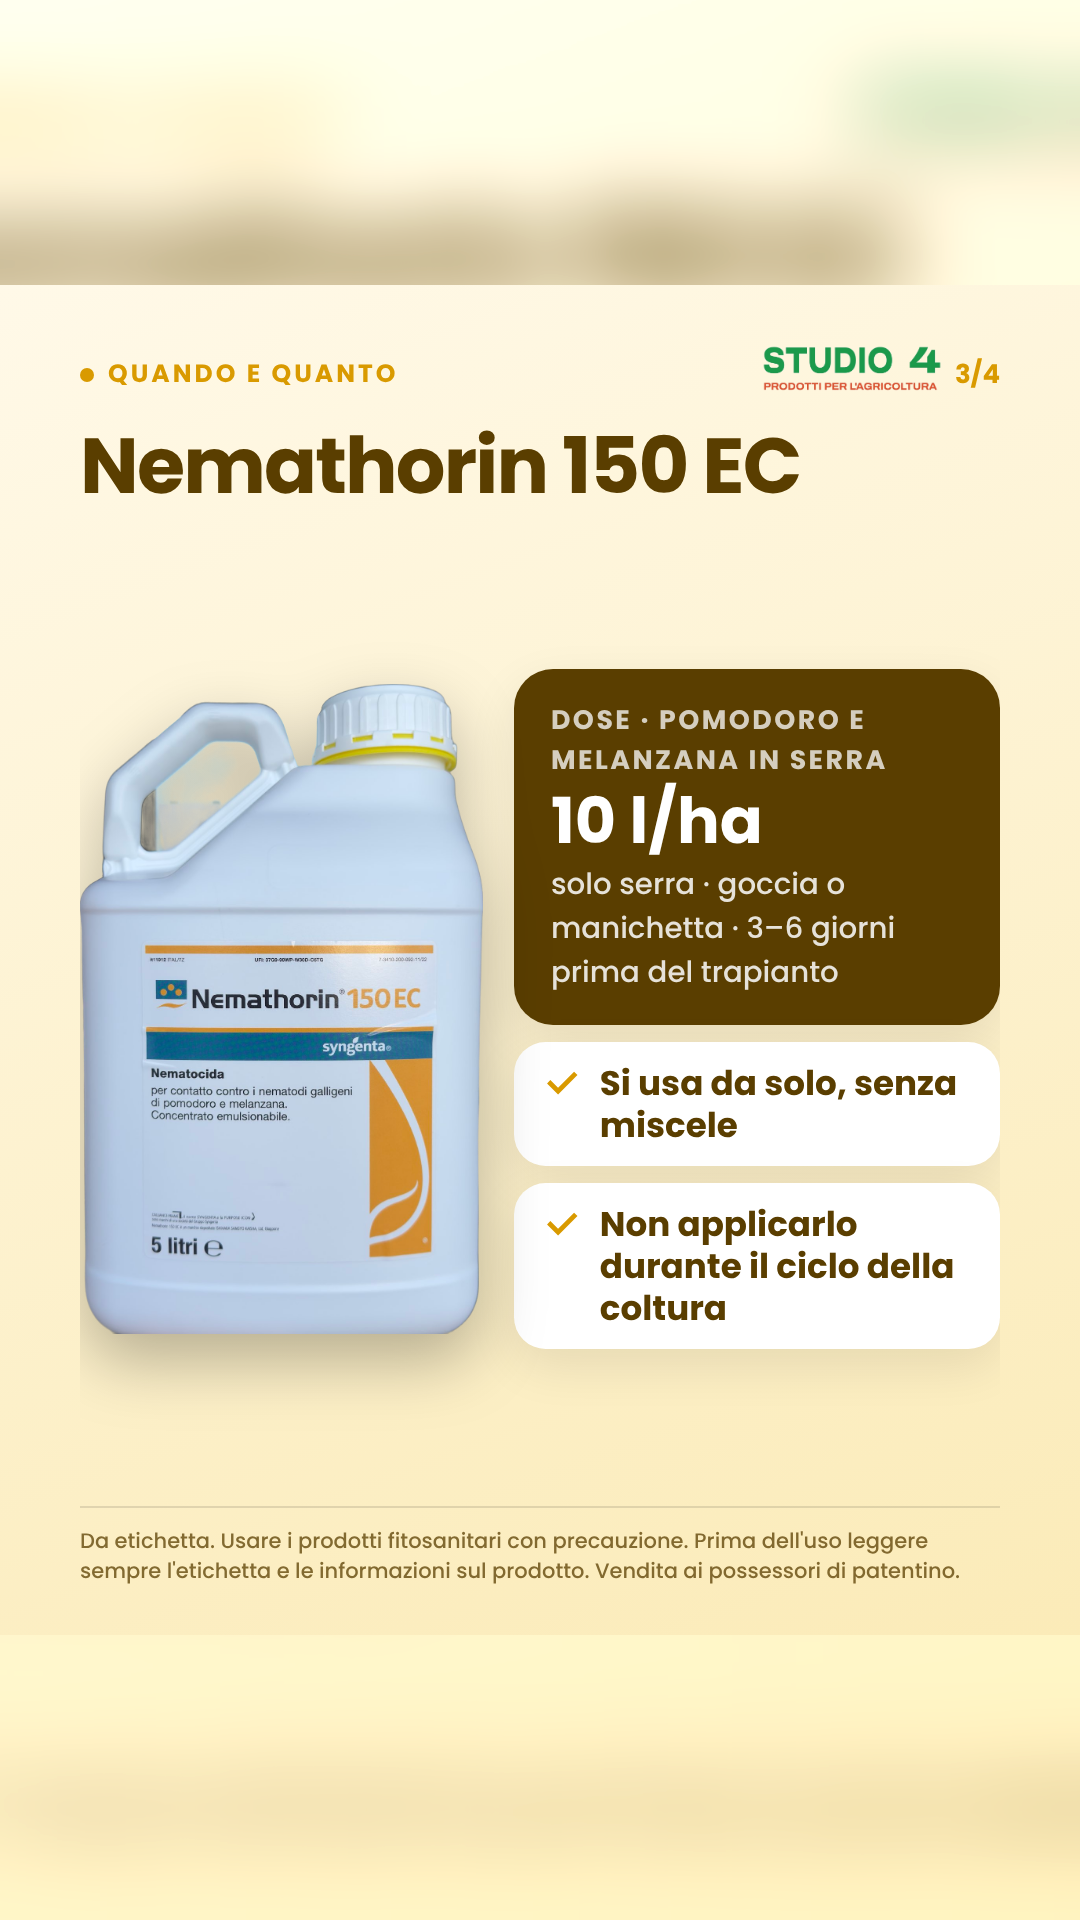 QUANDO E QUANTO
STUDIO 4
PRODOTTI PER L'AGRICOLTURA
3/4
Nemathorin 150 EC
DOSE · POMODORO E
MELANZANA IN SERRA
10 l/ha
solo serra · goccia o
manichetta · 3–6 giorni
prima del trapianto
Si usa da solo, senza
miscele
Non applicarlo
durante il ciclo della
coltura
Nemathorin® 150 EC
syngenta®
Nematocida
per contatto contro i nematodi galligeni
di pomodoro e melanzana.
Concentrato emulsionabile.
5 litri ℮
Da etichetta. Usare i prodotti fitosanitari con precauzione. Prima dell'uso leggere
sempre l'etichetta e le informazioni sul prodotto. Vendita ai possessori di patentino.